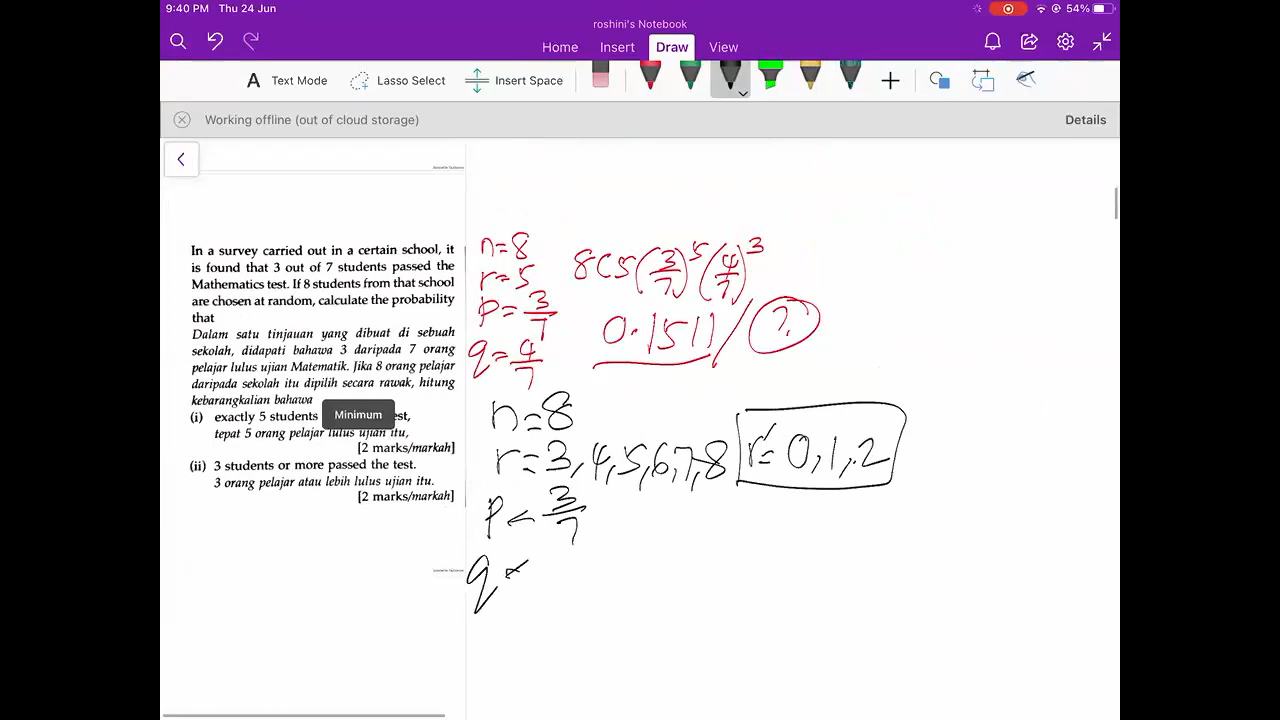 9:40 PM Thu 24 Jun
54%
roshini's Notebook
Home Insert Draw View
Text Mode Lasso Select Insert Space
Working offline (out of cloud storage) Details
In a survey carried out in a certain school, it
is found that 3 out of 7 students passed the
Mathematics test. If 8 students from that school
are chosen at random, calculate the probability
that
Dalam satu tinjauan yang dibuat di sebuah
sekolah, didapati bahawa 3 daripada 7 orang
pelajar lulus ujian Matematik. Jika 8 orang pelajar
daripada sekolah itu dipilih secara rawak, hitung
kebarangkalian bahawa
(i) exactly 5 students
Minimum
est,
tepat 5 orang pelajar lulus ujian itu,
[2 marks/markah]
(ii) 3 students or more passed the test.
3 orang pelajar atau lebih lulus ujian itu.
[2 marks/markah]
n=8
r=5
p=3/7
q=4/7
8C5(3/7)^5(4/7)^3
0.1511
n=8
r=3,4,5,6,7,8
r'=0,1,2
3/7
q